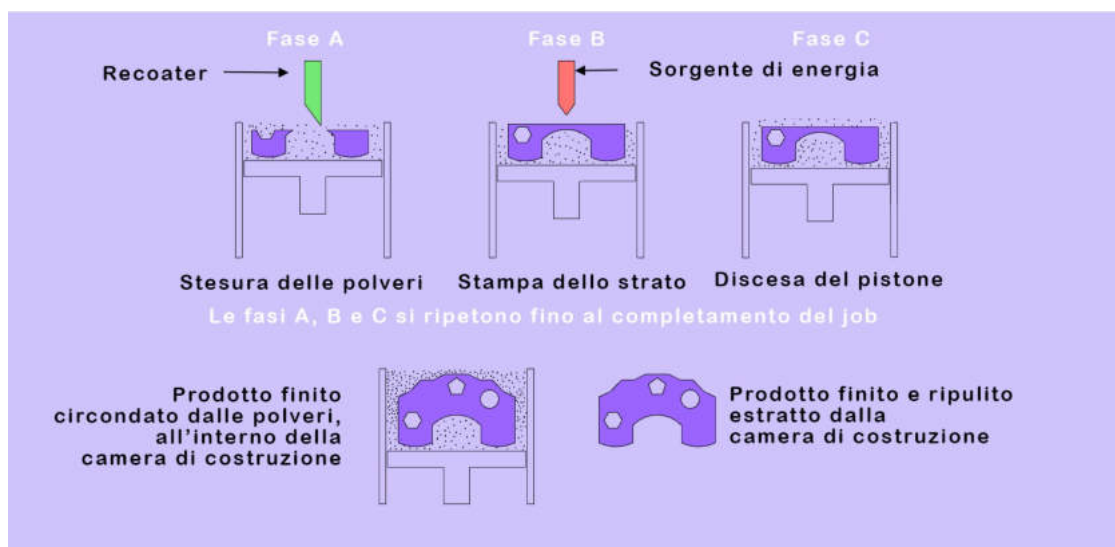 Fase A
Fase B
Fase C
Recoater
Sorgente di energia
Stesura delle polveri
Stampa dello strato
Discesa del pistone
Le fasi A, B e C si ripetono fino al completamento del job
Prodotto finito
circondato dalle polveri,
all'interno della
camera di costruzione
Prodotto finito e ripulito
estratto dalla
camera di costruzione